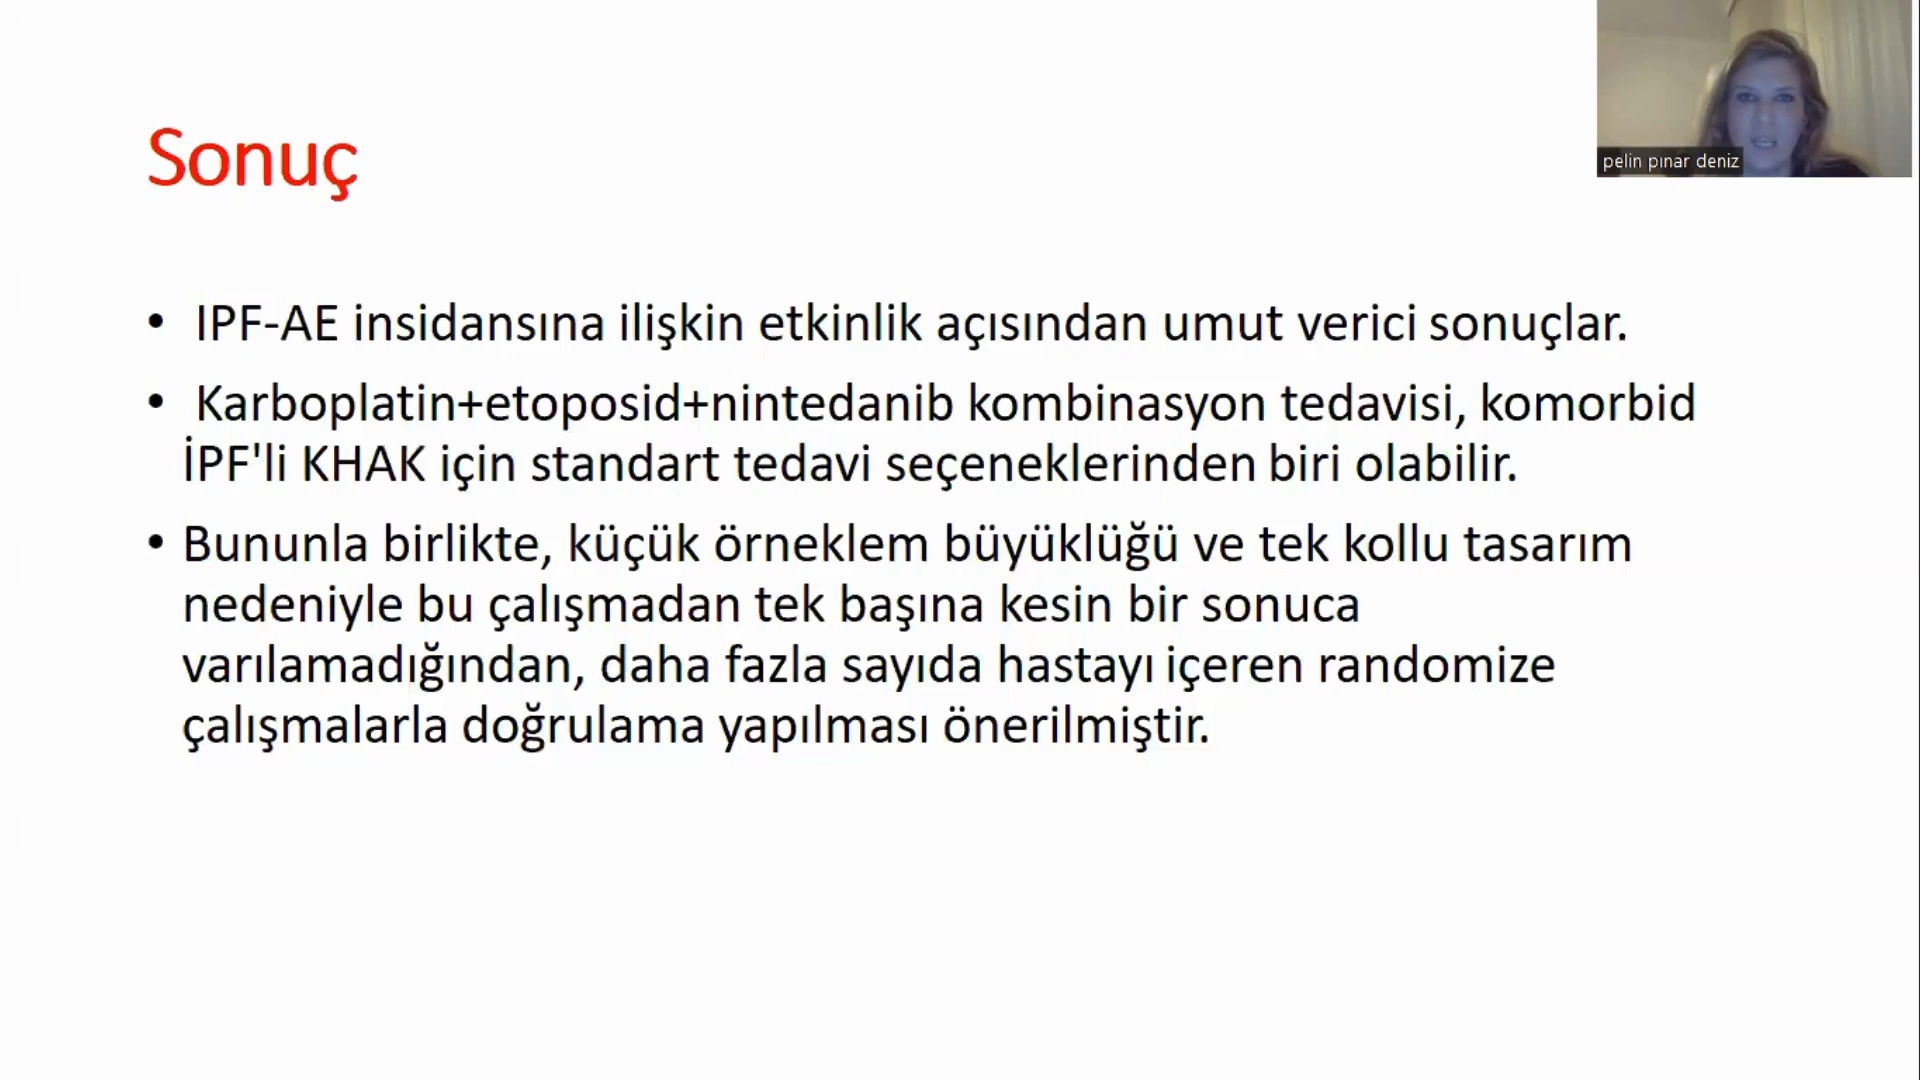 pelin pınar deniz
Sonuç
• IPF-AE insidansına ilişkin etkinlik açısından umut verici sonuçlar.
• Karboplatin+etoposid+nintedanib kombinasyon tedavisi, komorbid
İPF'li KHAK için standart tedavi seçeneklerinden biri olabilir.
• Bununla birlikte, küçük örneklem büyüklüğü ve tek kollu tasarım
nedeniyle bu çalışmadan tek başına kesin bir sonuca
varılamadığından, daha fazla sayıda hastayı içeren randomize
çalışmalarla doğrulama yapılması önerilmiştir.